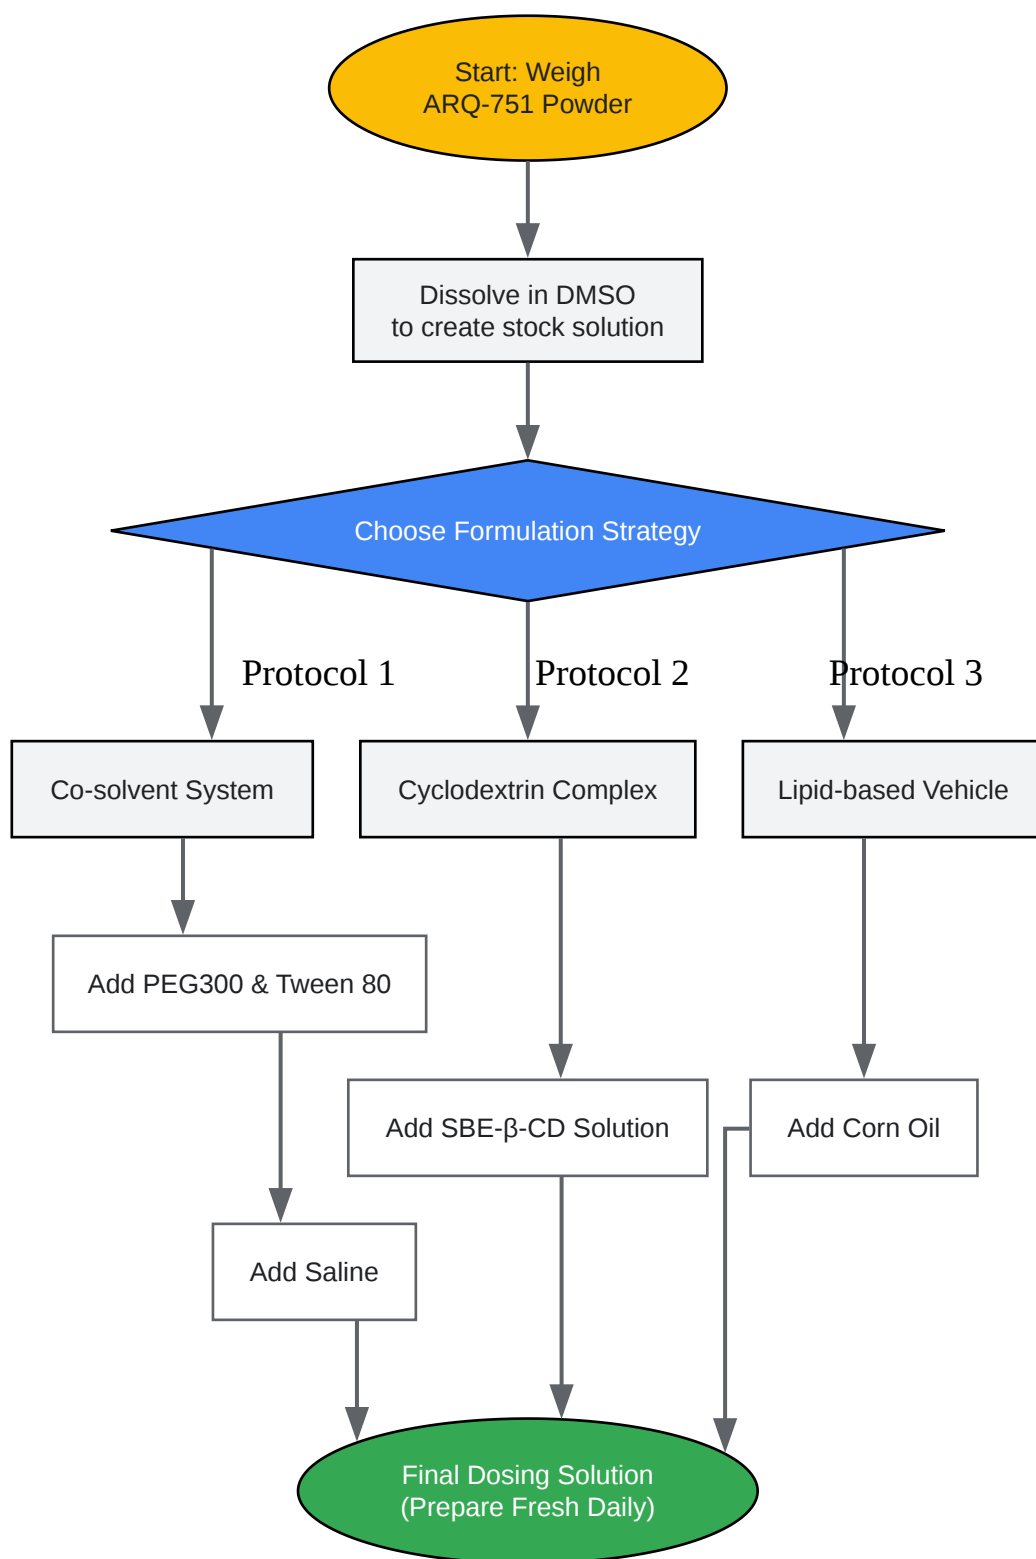 Start: Weigh
ARQ-751 Powder
Dissolve in DMSO
to create stock solution
Choose Formulation Strategy
Protocol 1
Protocol 2
Protocol 3
Co-solvent System
Cyclodextrin Complex
Lipid-based Vehicle
Add PEG300 & Tween 80
Add SBE-β-CD Solution
Add Corn Oil
Add Saline
Final Dosing Solution
(Prepare Fresh Daily)